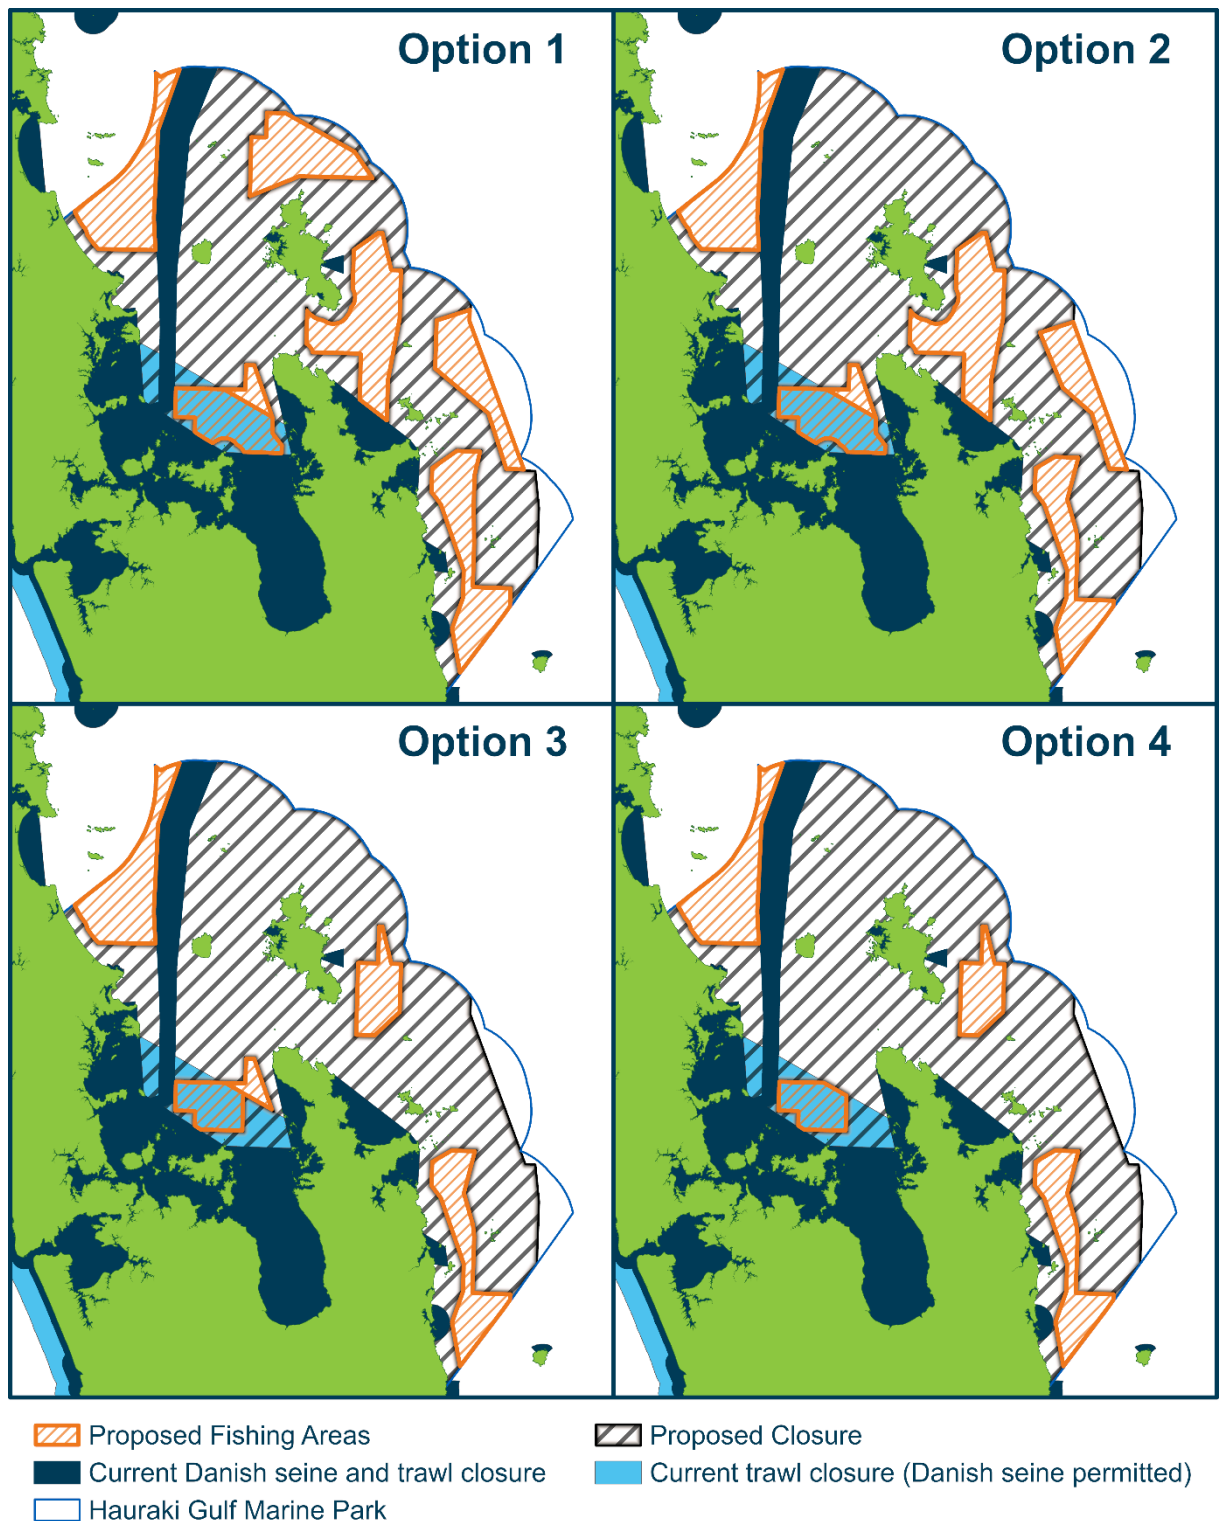 Option 1
Option 2
Option 3
Option 4
Proposed Fishing Areas
Proposed Closure
Current Danish seine and trawl closure
Current trawl closure (Danish seine permitted)
Hauraki Gulf Marine Park